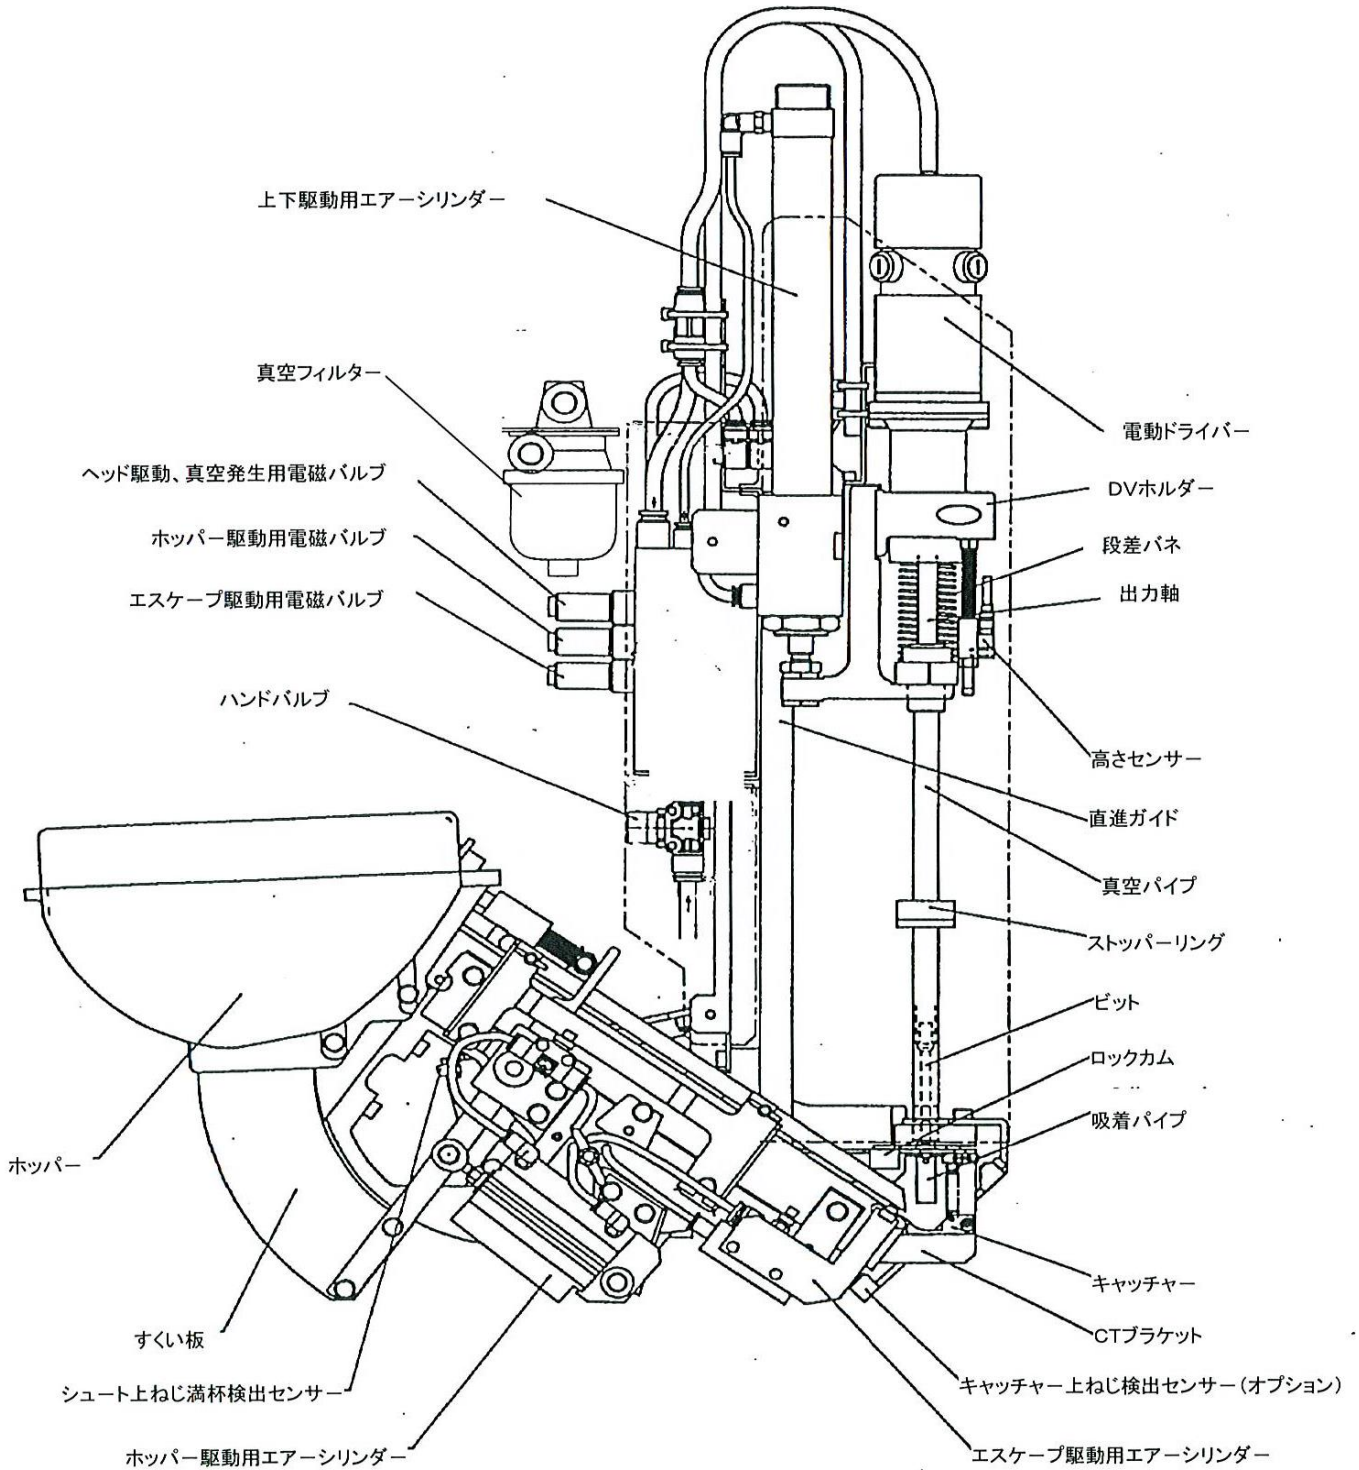 上下駆動用エアーシリンダー
真空フィルター
ヘッド駆動、真空発生用電磁バルブ
ホッパー駆動用電磁バルブ
エスケープ駆動用電磁バルブ
ハンドバルブ
ホッパー
すくい板
シュート上ねじ満杯検出センサー
ホッパー駆動用エアーシリンダー
電動ドライバー
DVホルダー
段差バネ
出力軸
高さセンサー
直進ガイド
真空パイプ
ストッパーリング
ビット
ロックカム
吸着パイプ
キャッチャー
CTブラケット
キャッチャー上ねじ検出センサー(オプション)
エスケープ駆動用エアーシリンダー